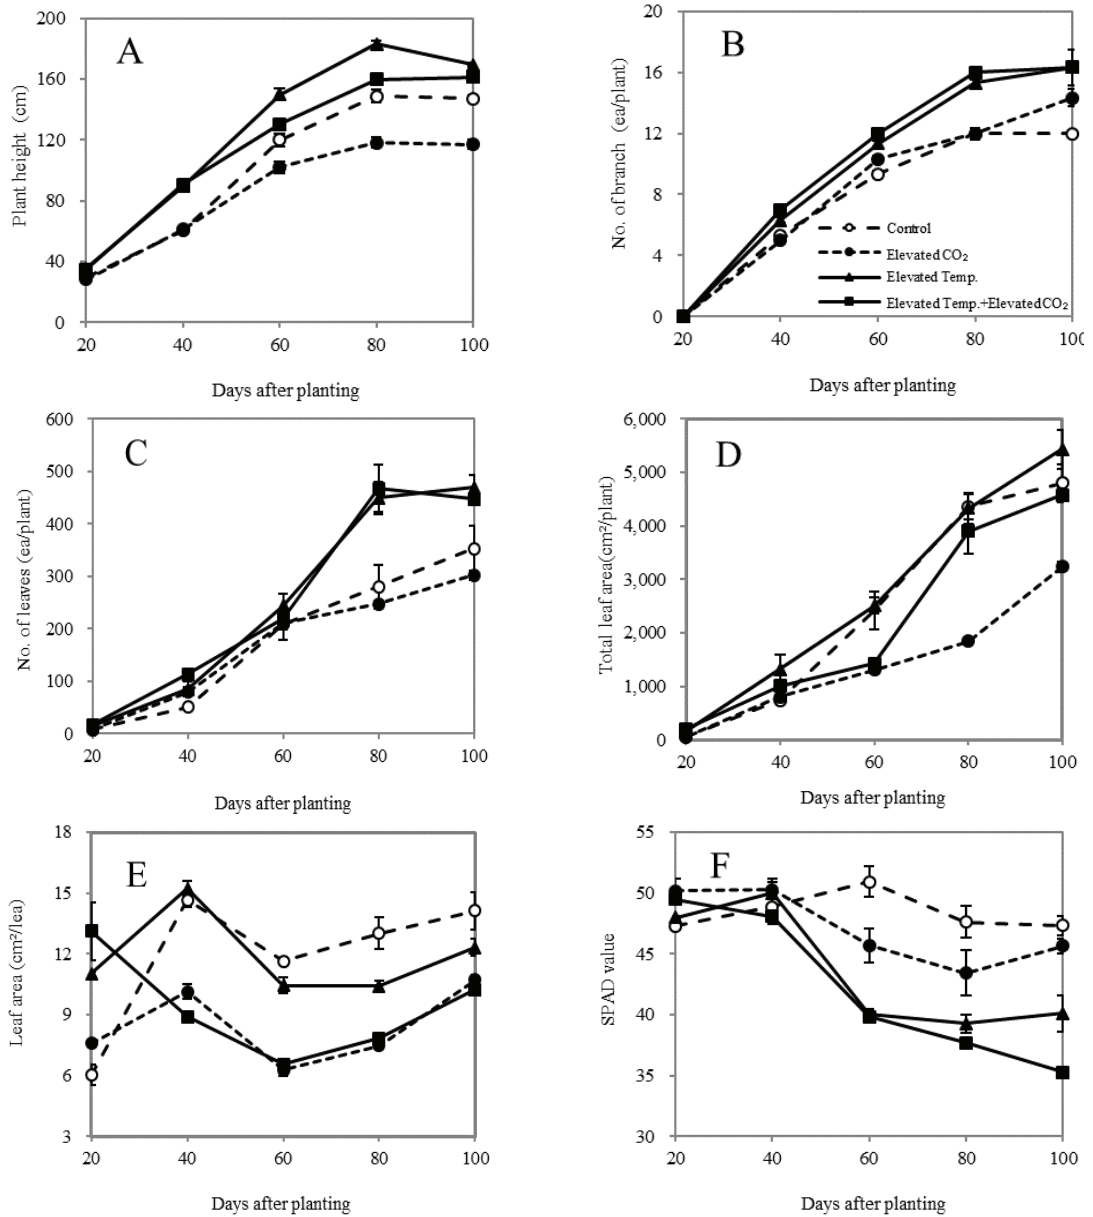 200
160
120
80
40
0
Plant height (cm)
A
20 40 60 80 100
Days after planting
20
16
12
8
4
0
No. of branch (ea/plant)
B
Control
Elevated CO₂
Elevated Temp.
Elevated Temp.+Elevated CO₂
20 40 60 80 100
Days after planting
600
500
400
300
200
100
0
No. of leaves (ea/plant)
C
20 40 60 80 100
Days after planting
6,000
5,000
4,000
3,000
2,000
1,000
0
Total leaf area(cm²/plant)
D
20 40 60 80 100
Days after planting
18
15
12
9
6
3
Leaf area (cm²/lea)
E
20 40 60 80 100
Days after planting
55
50
45
40
35
30
SPAD value
F
20 40 60 80 100
Days after planting